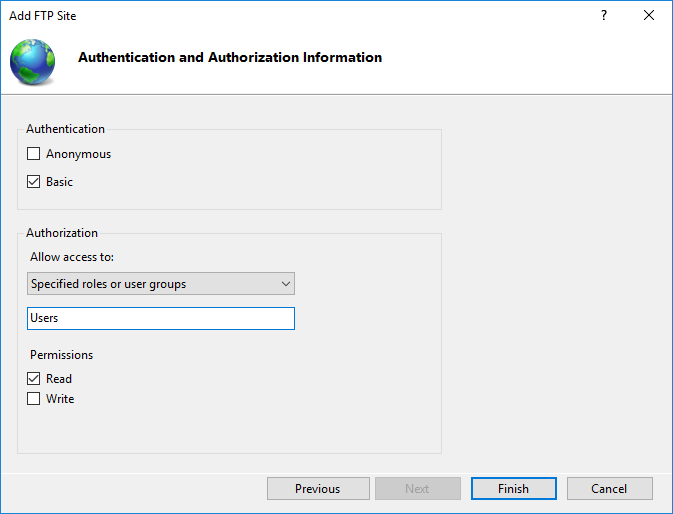 Add FTP Site
?
Authentication and Authorization Information
Authentication
Anonymous
Basic
Authorization
Allow access to:
Specified roles or user groups
Users
Permissions
Read
Write
Previous Next Finish Cancel